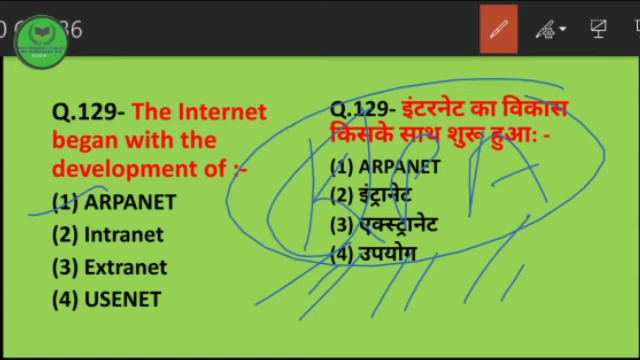 Q.129- The Internet
began with the
development of :-
(1) ARPANET
(2) Intranet
(3) Extranet
(4) USENET
Q.129- इंटरनेट का विकास
किसके साथ शुरू हुआ: -
(1) ARPANET
(2) इंट्रानेट
(3) एक्स्ट्रानेट
(4) उपयोग